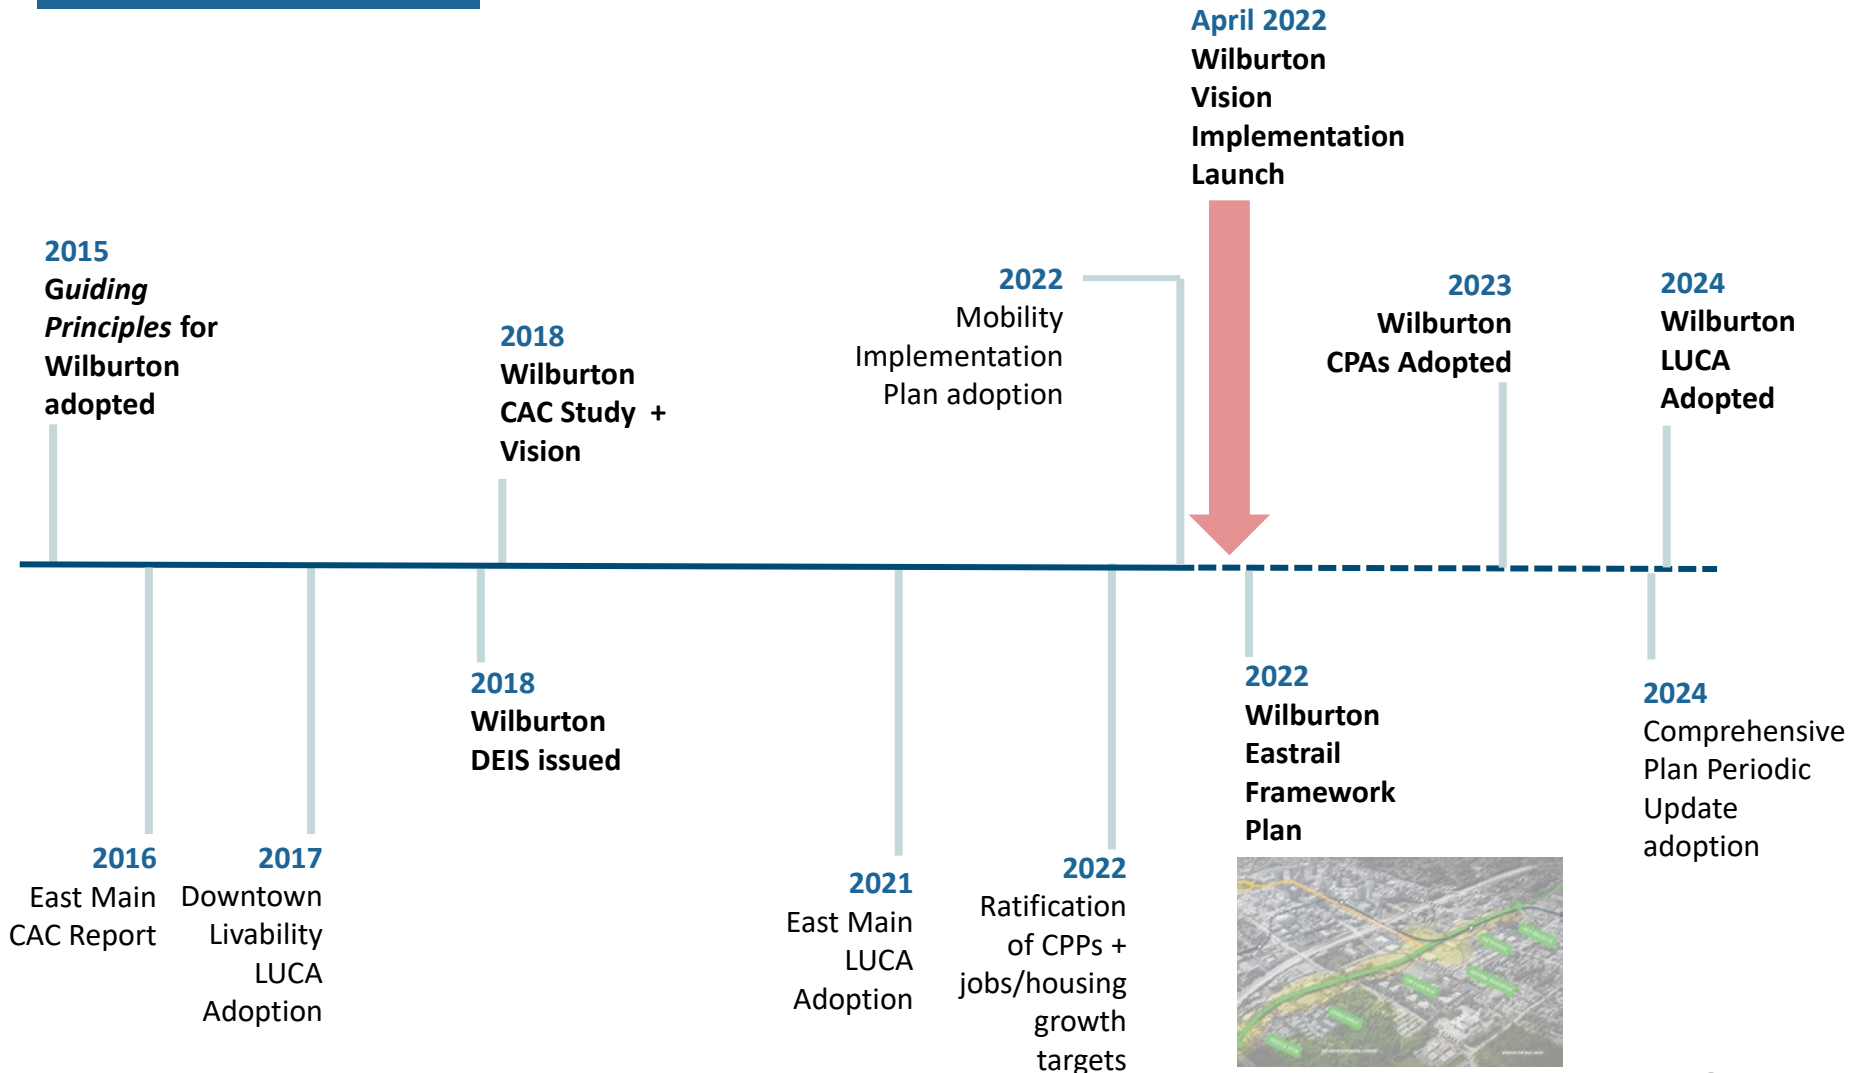 April 2022
Wilburton
Vision
Implementation
Launch
2015
Guiding
Principles for
Wilburton
adopted
2018
Wilburton
CAC Study +
Vision
2022
Mobility
Implementation
Plan adoption
2023
Wilburton
CPAs Adopted
2024
Wilburton
LUCA
Adopted
2016
East Main
CAC Report
2017
Downtown
Livability
LUCA
Adoption
2018
Wilburton
DEIS issued
2021
East Main
LUCA
Adoption
2022
Ratification
of CPPs +
jobs/housing
growth
targets
2022
Wilburton
Eastrail
Framework
Plan
2024
Comprehensive
Plan Periodic
Update
adoption